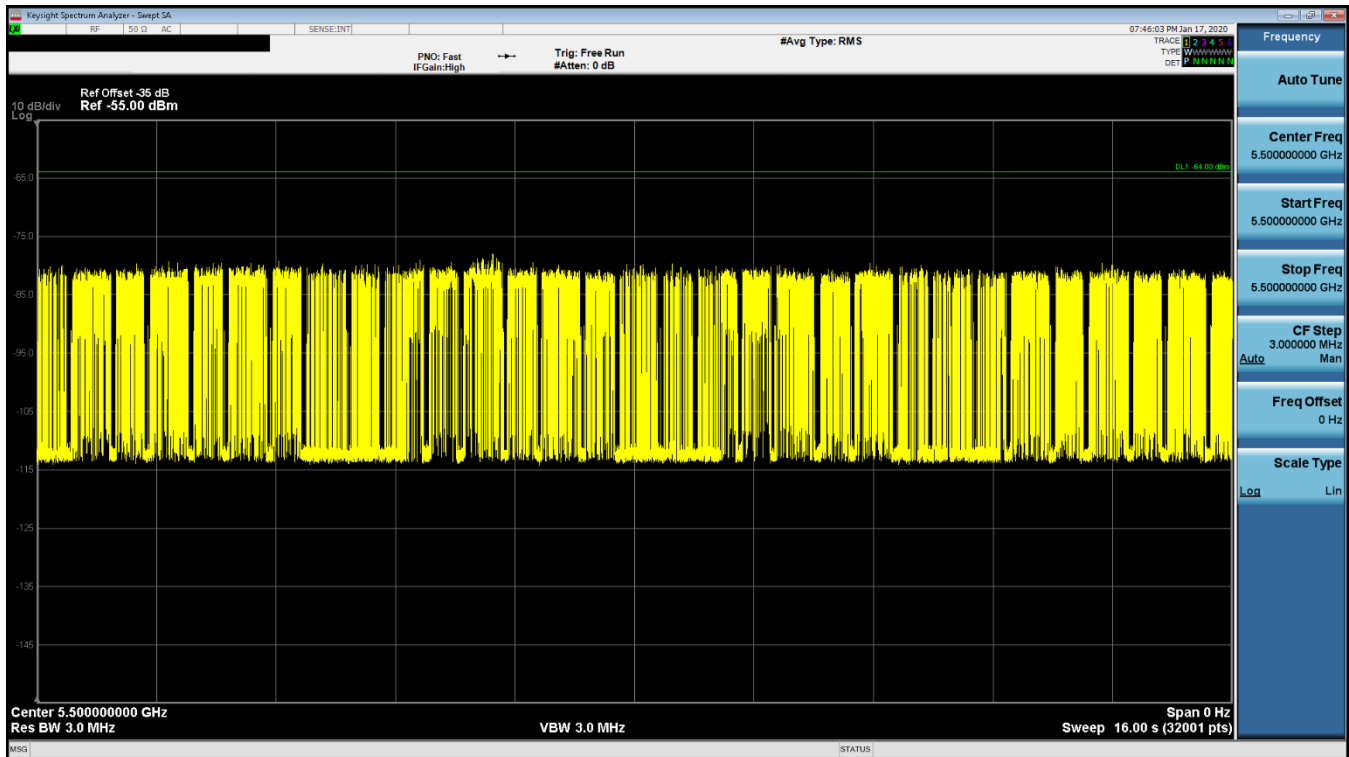 Keysight Spectrum Analyzer - Swept SA
LXI RF 50 Ω AC SENSE:INT 07:46:03 PM Jan 17, 2020
#Avg Type: RMS
TRACE 1 2 3 4 5 6
TYPE WWWWWW
DET P N N N N N
PNO: Fast
IFGain:High
Trig: Free Run
#Atten: 0 dB
Ref Offset -35 dB
10 dB/div Ref -55.00 dBm
Log
DL1 -64.00 dBm
-65.0
-75.0
-85.0
-95.0
-105
-115
-125
-135
-145
Center 5.500000000 GHz
Span 0 Hz
Res BW 3.0 MHz
VBW 3.0 MHz
Sweep 16.00 s (32001 pts)
MSG
STATUS
Frequency
Auto Tune
Center Freq
5.500000000 GHz
Start Freq
5.500000000 GHz
Stop Freq
5.500000000 GHz
CF Step
3.000000 MHz
Auto Man
Freq Offset
0 Hz
Scale Type
Log Lin